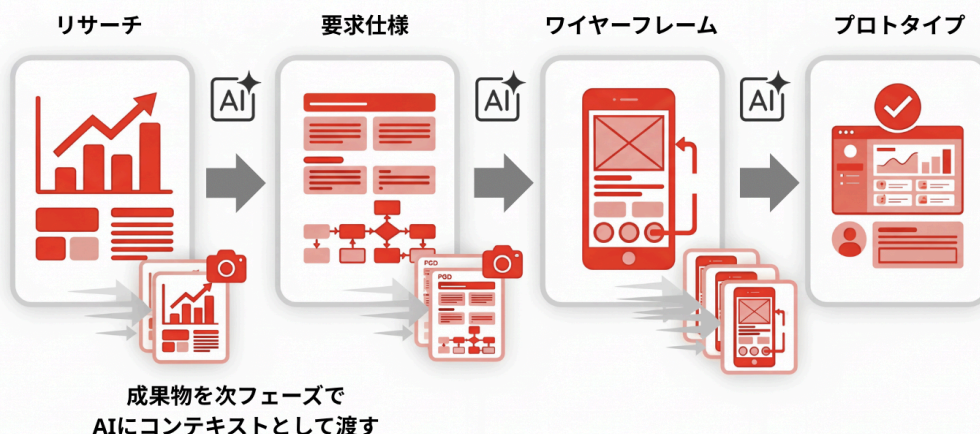 リサーチ
要求仕様
ワイヤーフレーム
プロトタイプ
AI
AI
AI
PGD
PGD
成果物を次フェーズで
AIにコンテキストとして渡す